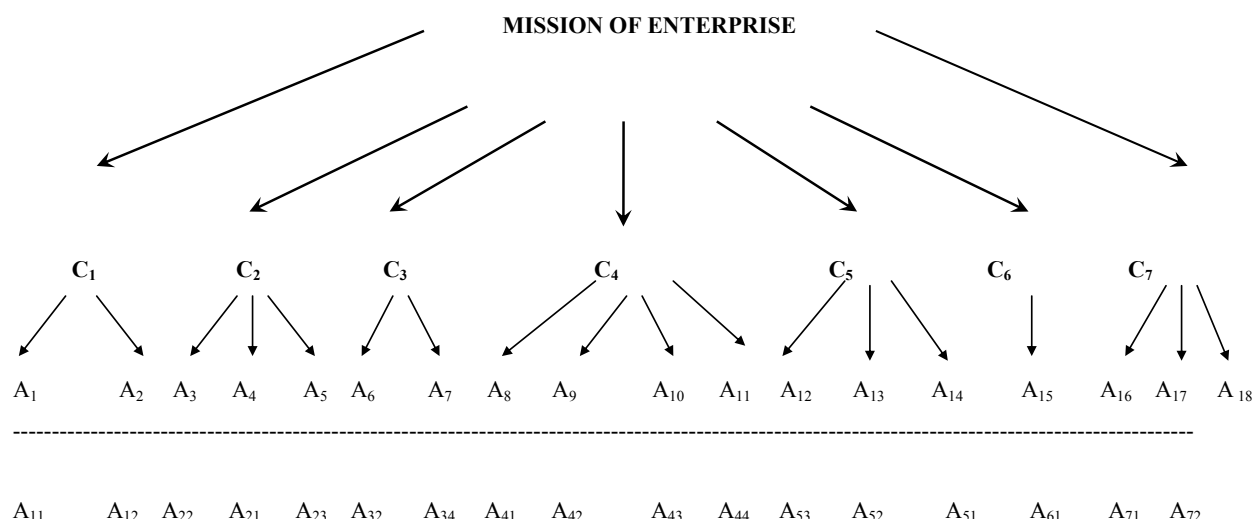 MISSION OF ENTERPRISE
C₁ C₂ C₃ C₄ C₅ C₆ C₇
A₁ A₂ A₃ A₄ A₅ A₆ A₇ A₈ A₉ A₁₀ A₁₁ A₁₂ A₁₃ A₁₄ A₁₅ A₁₆ A₁₇ A ₁₈
A₁₁ A₁₂ A₂₂ A₂₁ A₂₃ A₃₂ A₃₄ A₄₁ A₄₂ A₄₃ A₄₄ A₅₃ A₅₂ A₅₁ A₆₁ A₇₁ A₇₂